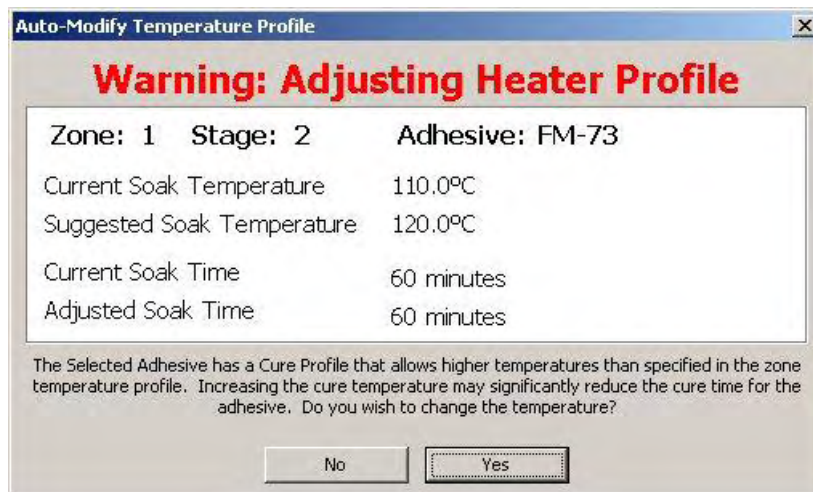 Auto-Modify Temperature Profile
Warning: Adjusting Heater Profile
Zone: 1 Stage: 2 Adhesive: FM-73
Current Soak Temperature 110.0ºC
Suggested Soak Temperature 120.0ºC
Current Soak Time 60 minutes
Adjusted Soak Time 60 minutes
The Selected Adhesive has a Cure Profile that allows higher temperatures than specified in the zone
temperature profile. Increasing the cure temperature may significantly reduce the cure time for the
adhesive. Do you wish to change the temperature?
No Yes